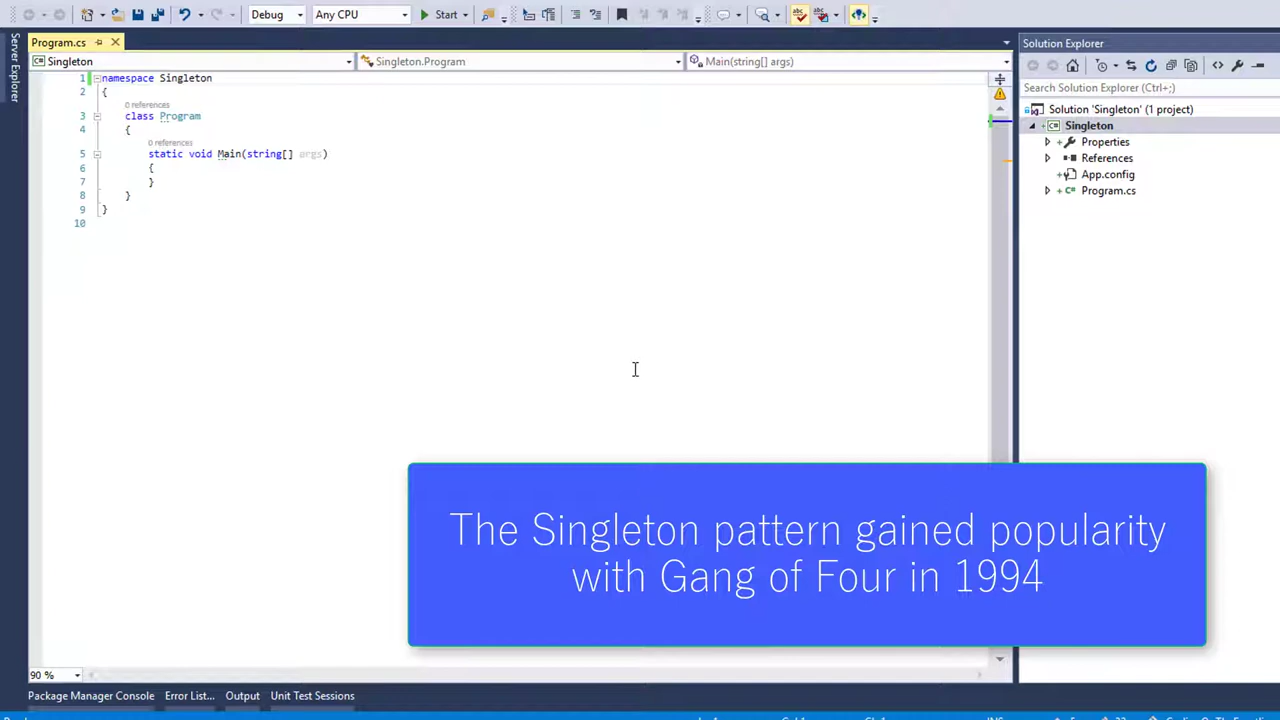 Debug
Any CPU
Start
Program.cs
Singleton
Singleton.Program
Main(string[] args)
Server Explorer
1 namespace Singleton
2 {
0 references
3 class Program
4 {
0 references
5 static void Main(string[] args)
6 {
7 }
8 }
9 }
10
Solution Explorer
Search Solution Explorer (Ctrl+;)
Solution 'Singleton' (1 project)
Singleton
Properties
References
App.config
Program.cs
The Singleton pattern gained popularity
with Gang of Four in 1994
90 %
Package Manager Console Error List... Output Unit Test Sessions